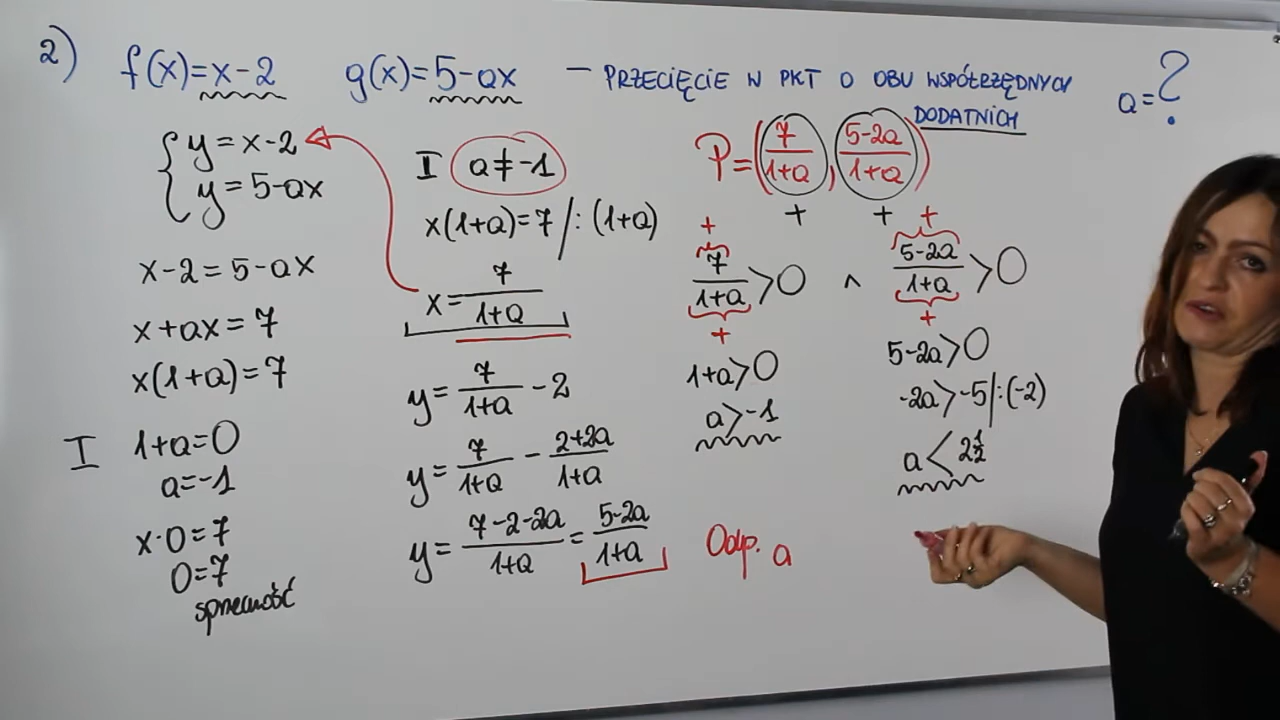 2) f(x)=x-2 g(x)=5-ax — PRZECIĘCIE W PKT O OBU WSPÓŁRZĘDNYCH DODATNICH
a=?
{ y=x-2
y=5-ax
x-2=5-ax
x+ax=7
x(1+a)=7
I 1+a=0
a=-1
x·0=7
0=7
sprzeczność
I a≠-1
x(1+a)=7 /:(1+a)
x=7/(1+a)
y=7/(1+a) - 2
y=7/(1+a) - (2+2a)/(1+a)
y=(7-2-2a)/(1+a) = (5-2a)/(1+a)
P=(7/(1+a), (5-2a)/(1+a))
+ +
+ +
7/(1+a)>0 ∧ (5-2a)/(1+a)>0
+ +
1+a>0
a>-1
5-2a>0
-2a>-5 /:(-2)
a<2 1/2
Odp. a